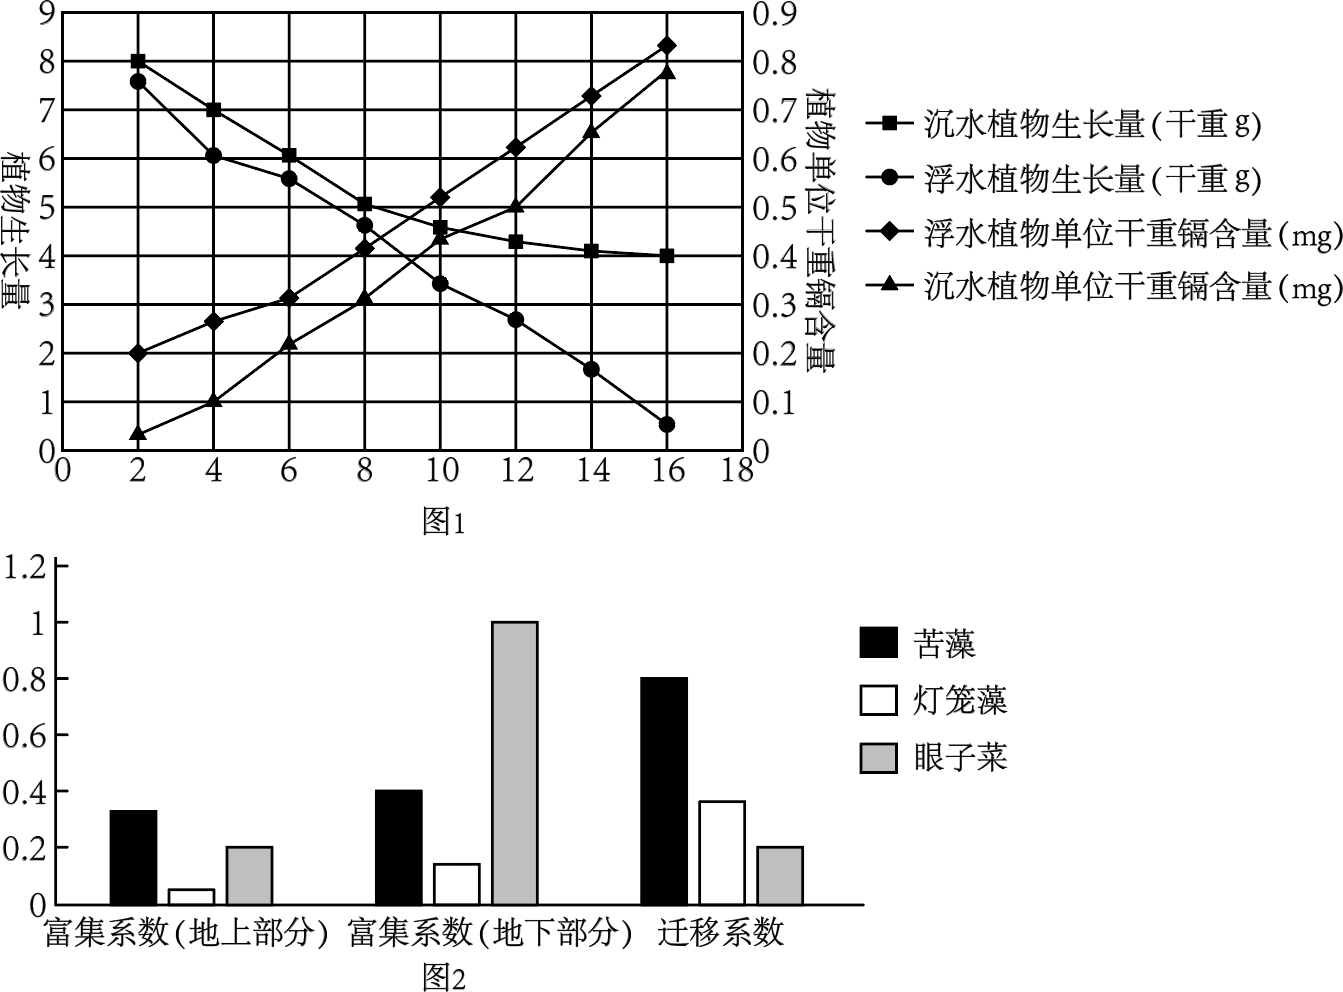 9
8
7
6
5
4
3
2
1
0
植物生长量
0 2 4 6 8 10 12 14 16 18
0.9
0.8
0.7
0.6
0.5
0.4
0.3
0.2
0.1
0
植物单位干重镉含量
沉水植物生长量(干重g)
浮水植物生长量(干重g)
浮水植物单位干重镉含量(mg)
沉水植物单位干重镉含量(mg)
图1
1.2
1
0.8
0.6
0.4
0.2
0
富集系数(地上部分) 富集系数(地下部分) 迁移系数
苦藻
灯笼藻
眼子菜
图2